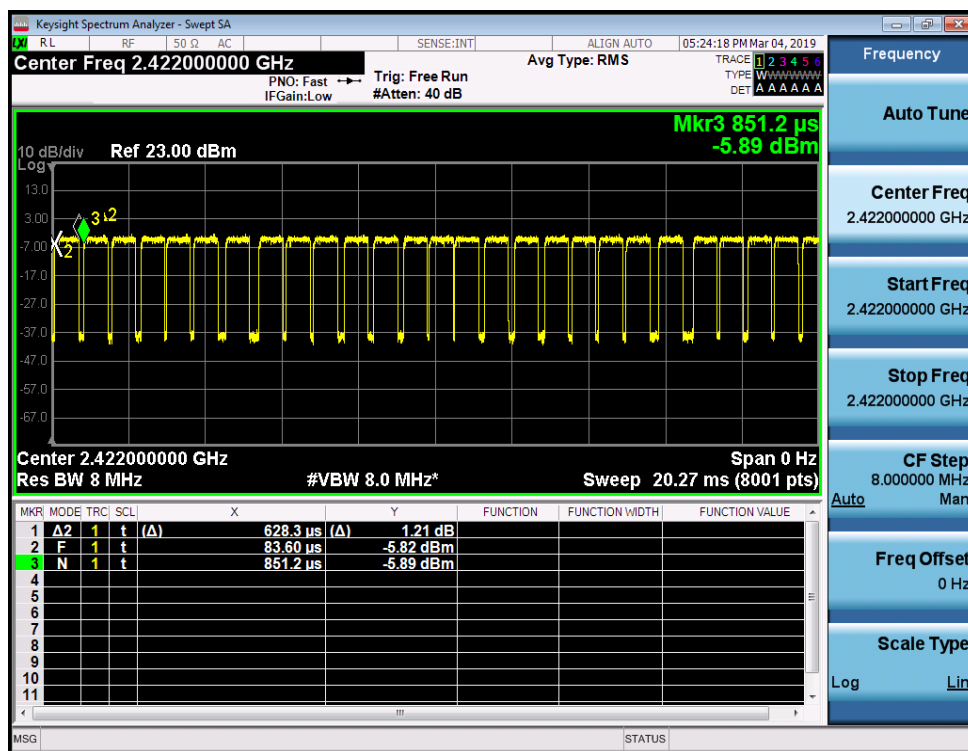 Keysight Spectrum Analyzer - Swept SA
LXI RL RF 50 Ω AC SENSE:INT ALIGN AUTO 05:24:18 PM Mar 04, 2019
Center Freq 2.422000000 GHz
PNO: Fast
IFGain:Low
Trig: Free Run
#Atten: 40 dB
Avg Type: RMS
TRACE 1 2 3 4 5 6
TYPE WWWWWW
DET A A A A A A
Mkr3 851.2 µs
-5.89 dBm
10 dB/div Ref 23.00 dBm
Log
13.0
3.00
-7.00
-17.0
-27.0
-37.0
-47.0
-57.0
-67.0
3 2
2
Center 2.422000000 GHz Span 0 Hz
Res BW 8 MHz #VBW 8.0 MHz* Sweep 20.27 ms (8001 pts)
MKR MODE TRC SCL X Y FUNCTION FUNCTION WIDTH FUNCTION VALUE
1 Δ2 1 t (Δ) 628.3 µs (Δ) 1.21 dB
2 F 1 t 83.60 µs -5.82 dBm
3 N 1 t 851.2 µs -5.89 dBm
4
5
6
7
8
9
10
11
MSG STATUS
Frequency
Auto Tune
Center Freq
2.422000000 GHz
Start Freq
2.422000000 GHz
Stop Freq
2.422000000 GHz
CF Step
8.000000 MHz
Auto Man
Freq Offset
0 Hz
Scale Type
Log Lin